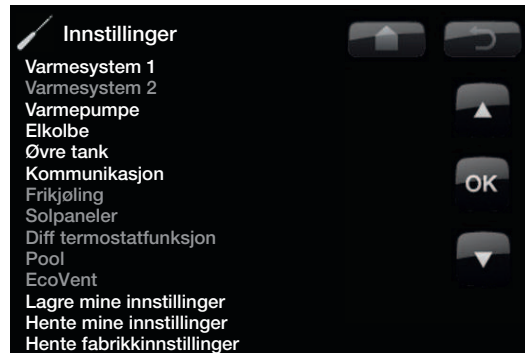 Innstillinger
Varmesystem 1
Varmesystem 2
Varmepumpe
Elkolbe
Øvre tank
Kommunikasjon
OK
Frikjøling
Solpaneler
Diff termostatfunksjon
Pool
EcoVent
Lagre mine innstillinger
Hente mine innstillinger
Hente fabrikkinnstillinger